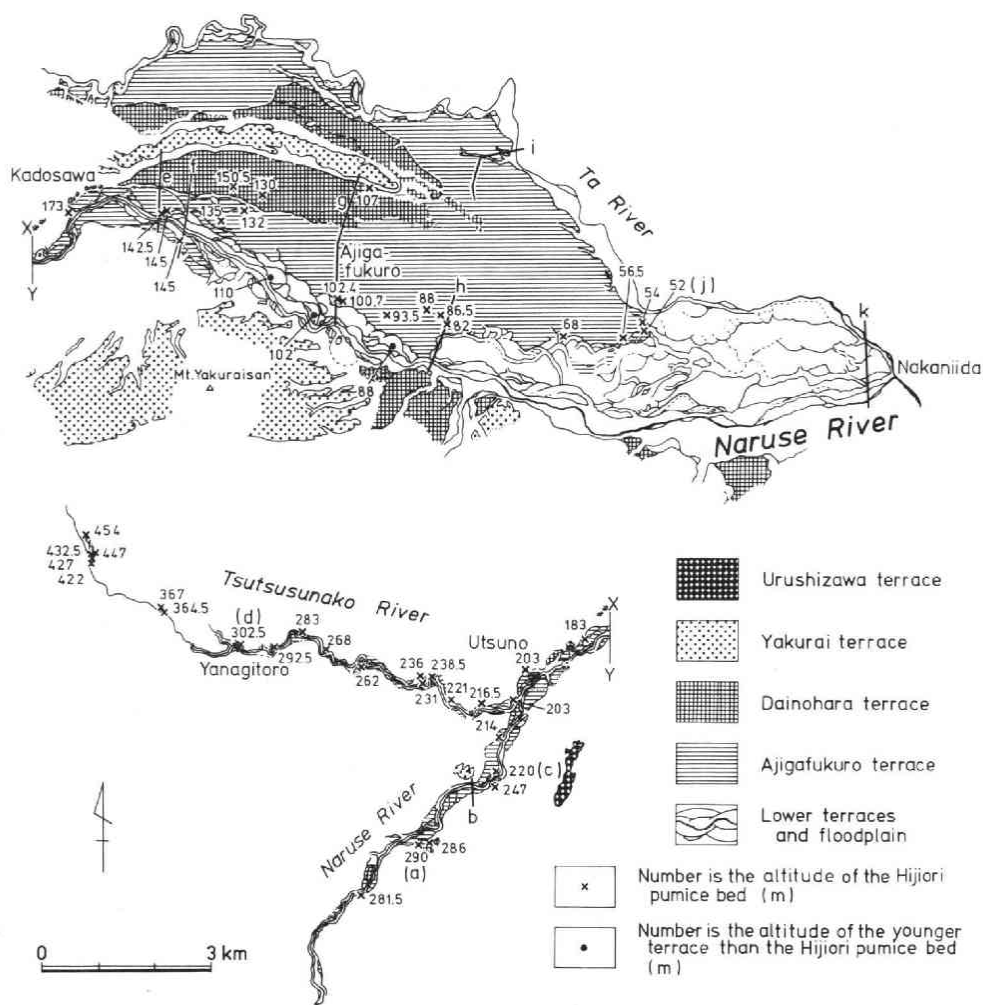 Kadosawa
X
Y
173
e
f
150.5
130
135
132
142.5
145
145
110
102
g
107
Ajiga-
fukuro
102.4
100.7
93.5
88
h
86.5
82
88
Mt.Yakuraisan
i
Ta River
68
56.5
54
52(j)
k
Nakaniida
Naruse River
454
432.5
447
427
422
367
364.5
Tsutsusunako River
(d)
302.5
283
Yanagitoro
292.5
268
262
236
238.5
231
221
216.5
Utsuno
203
183
X
Y
203
214
220(c)
247
b
Naruse River
290
286
(a)
281.5
0 3 km
Urushizawa terrace
Yakurai terrace
Dainohara terrace
Ajigafukuro terrace
Lower terraces
and floodplain
Number is the altitude of the Hijiori
pumice bed (m)
Number is the altitude of the younger
terrace than the Hijiori pumice bed
(m)